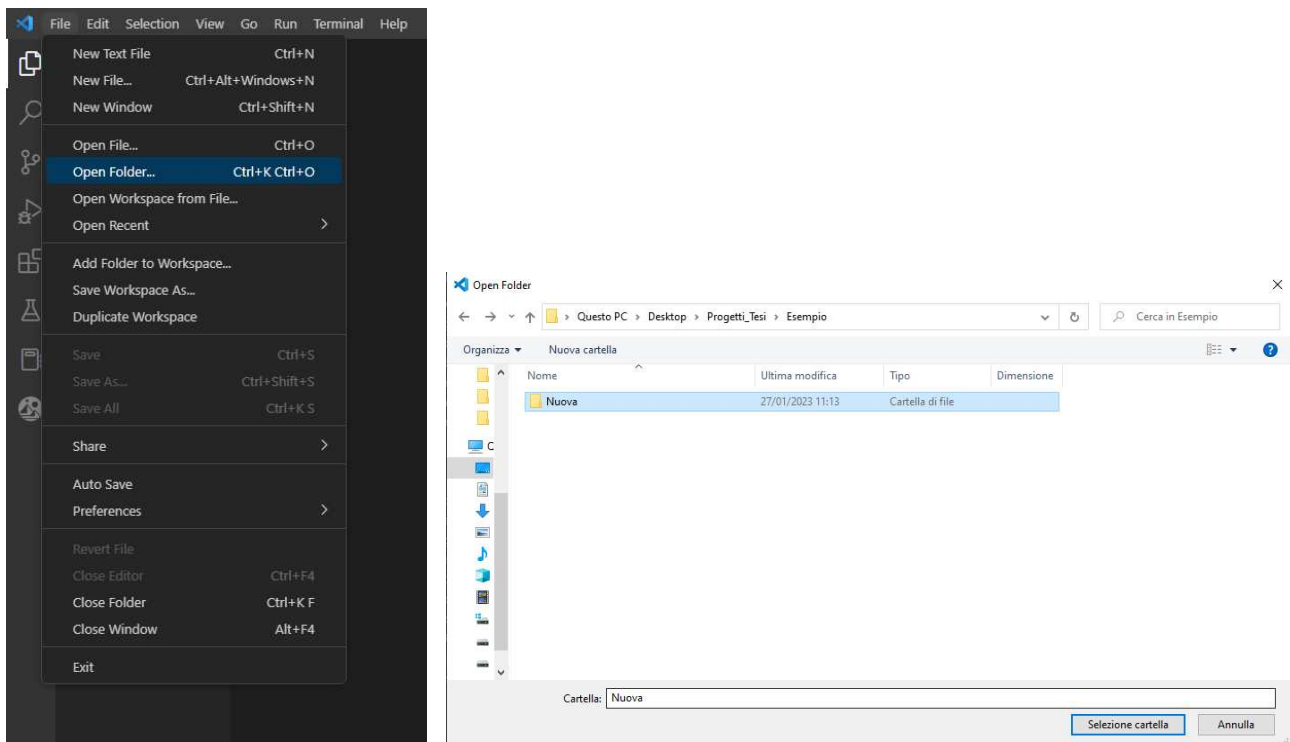 File Edit Selection View Go Run Terminal Help
New Text File Ctrl+N
New File... Ctrl+Alt+Windows+N
New Window Ctrl+Shift+N
Open File... Ctrl+O
Open Folder... Ctrl+K Ctrl+O
Open Workspace from File...
Open Recent
Add Folder to Workspace...
Save Workspace As...
Duplicate Workspace
Save Ctrl+S
Save As... Ctrl+Shift+S
Save All Ctrl+K S
Share
Auto Save
Preferences
Revert File
Close Editor Ctrl+F4
Close Folder Ctrl+K F
Close Window Alt+F4
Exit
Open Folder
Questo PC > Desktop > Progetti_Tesi > Esempio
Cerca in Esempio
Organizza Nuova cartella
Nome Ultima modifica Tipo Dimensione
Nuova 27/01/2023 11:13 Cartella di file
C
Cartella: Nuova
Selezione cartella Annulla